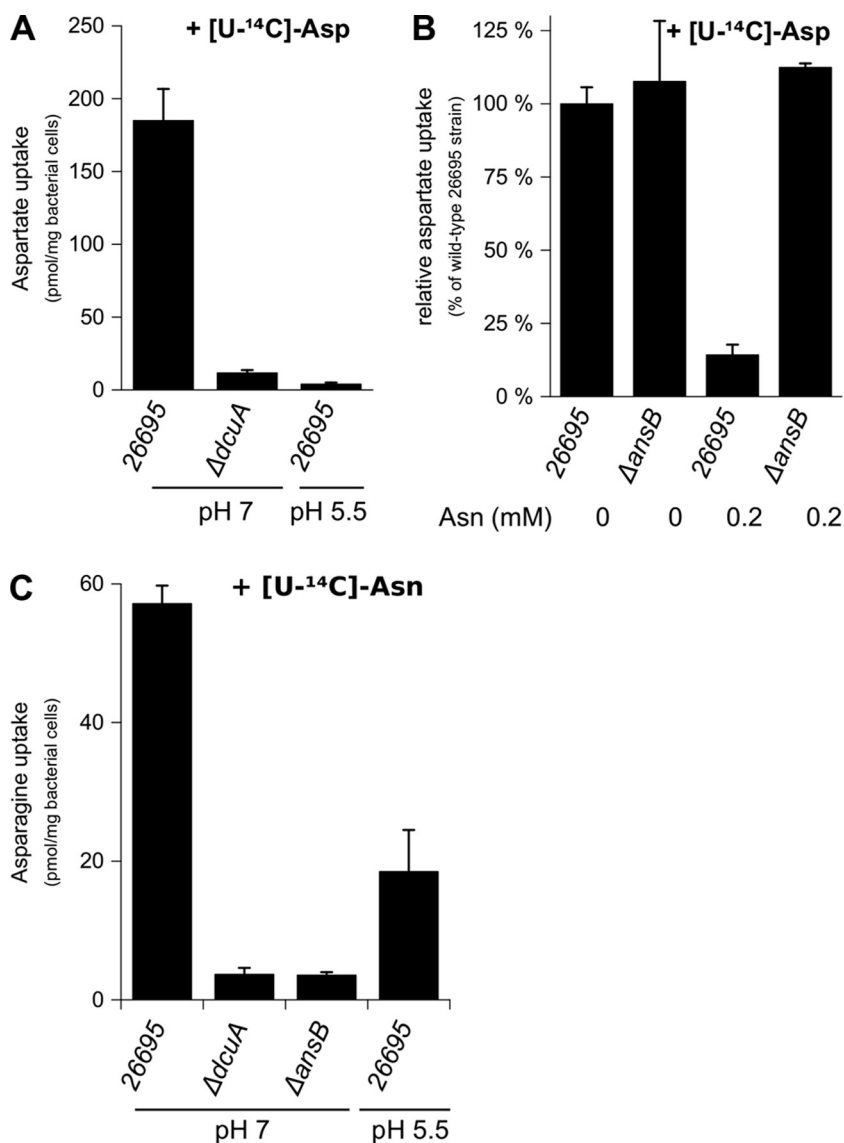 A
+ [U-¹⁴C]-Asp
Aspartate uptake
(pmol/mg bacterial cells)
250
200
150
100
50
0
26695
ΔdcuA
26695
pH 7
pH 5.5
B
+ [U-¹⁴C]-Asp
relative aspartate uptake
(% of wild-type 26695 strain)
125 %
100 %
75 %
50 %
25 %
0 %
26695
ΔansB
26695
ΔansB
Asn (mM) 0 0 0.2 0.2
C
+ [U-¹⁴C]-Asn
Asparagine uptake
(pmol/mg bacterial cells)
60
40
20
0
26695
ΔdcuA
ΔansB
26695
pH 7
pH 5.5